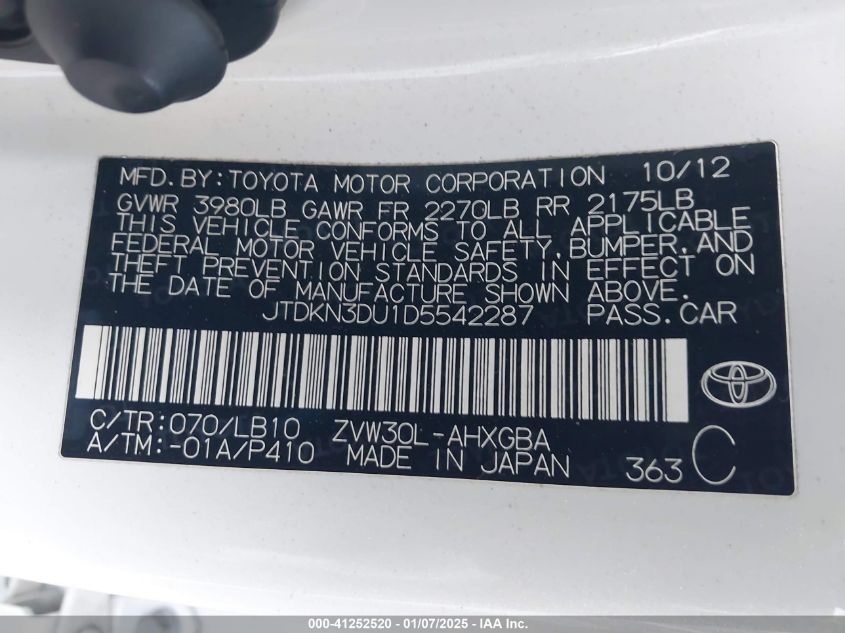 MFD.BY:TOYOTA MOTOR CORPORATION 10/12
GVWR 3980LB GAWR FR 2270LB RR 2175LB
THIS VEHICLE CONFORMS TO ALL APPLICABLE
FEDERAL MOTOR VEHICLE SAFETY,BUMPER,AND
THEFT PREVENTION STANDARDS IN EFFECT ON
THE DATE OF MANUFACTURE SHOWN ABOVE.
JTDKN3DU1D5542287 PASS.CAR
C/TR:070/LB10 ZVW30L-AHXGBA
A/TM:-01A/P410 MADE IN JAPAN 363 C
000-41252520 - 01/07/2025 - IAA Inc.